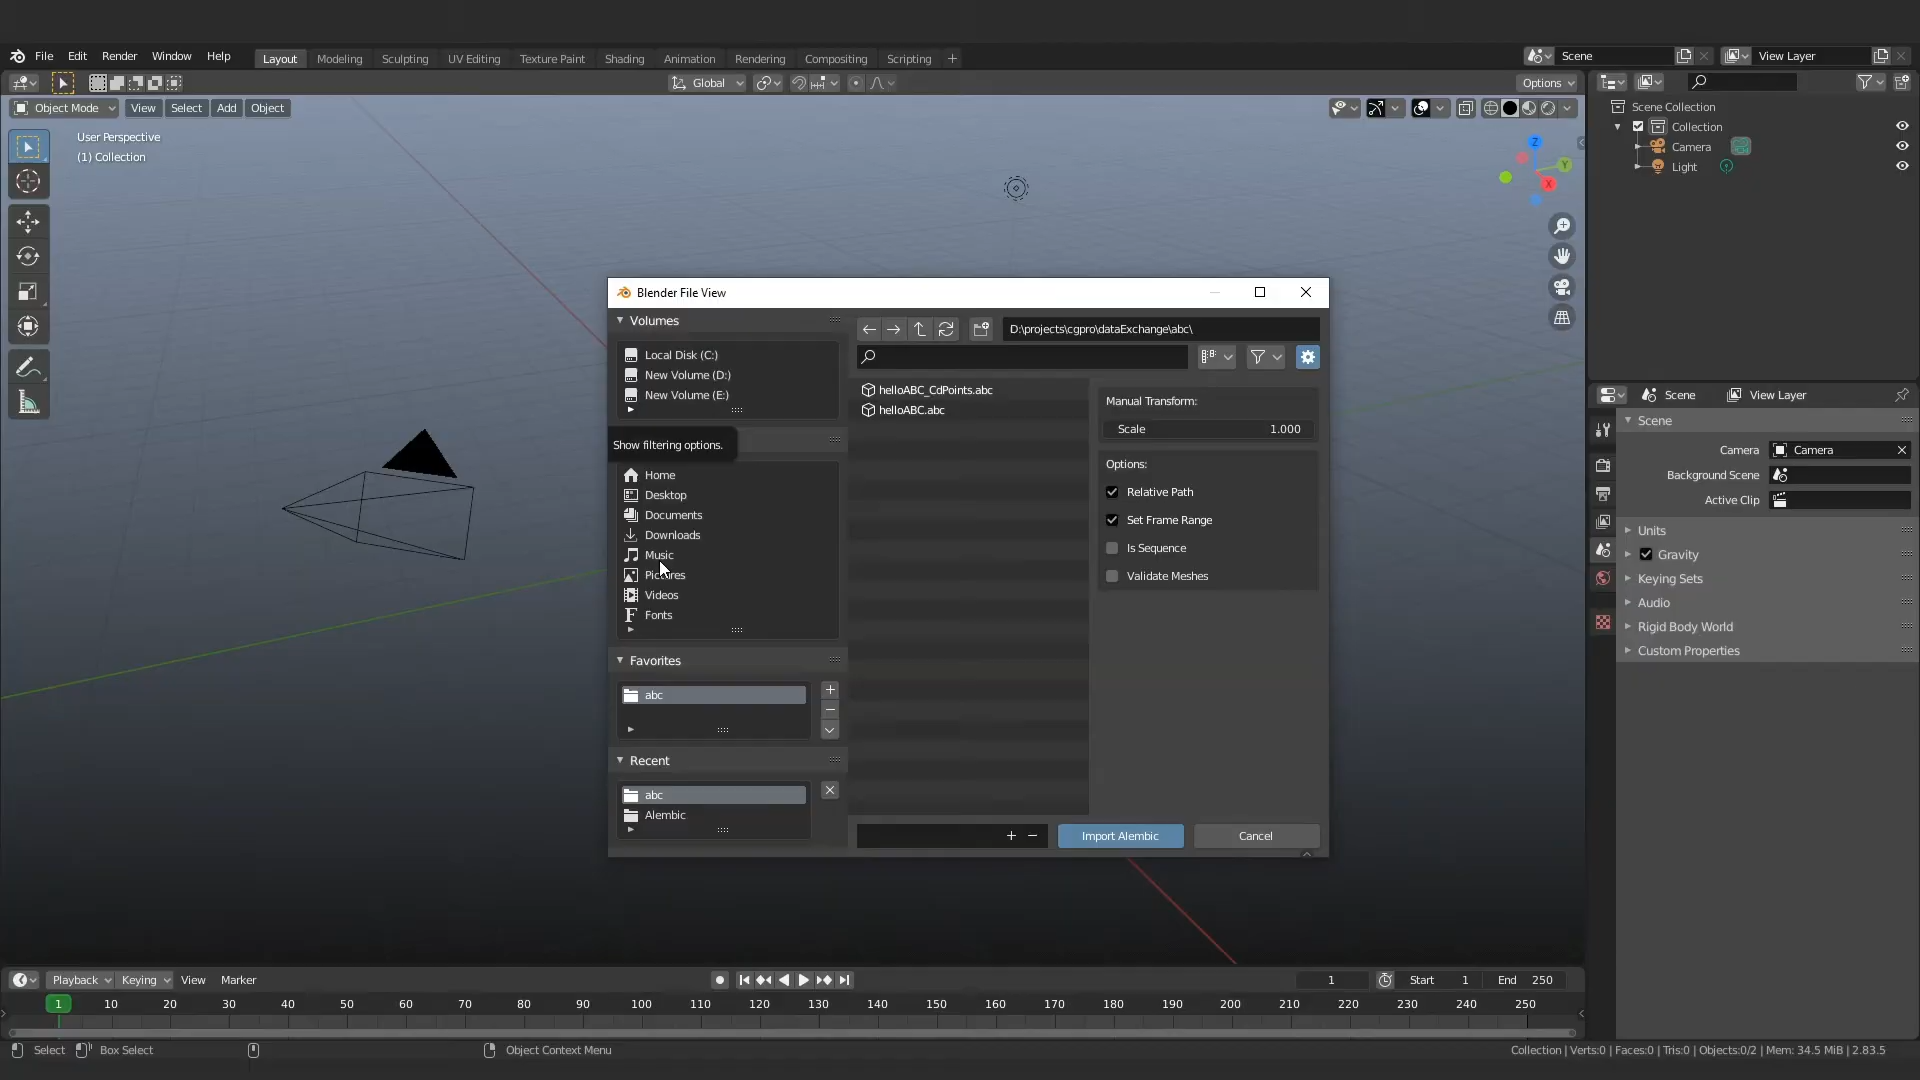 File Edit Render Window Help Layout Modeling Sculpting UV Editing Texture Paint Shading Animation Rendering Compositing Scripting + Scene View Layer
Global Options
Object Mode View Select Add Object
User Perspective
(1) Collection
Z
Y
X
Scene Collection
Collection
Camera
Light
Blender File View
Volumes
Local Disk (C:)
New Volume (D:)
New Volume (E:)
Show filtering options.
Home
Desktop
Documents
Downloads
Music
Pictures
Videos
Fonts
Favorites
abc
Recent
abc
Alembic
D:\projects\cgpro\dataExchange\abc\
helloABC_CdPoints.abc
helloABC.abc
Manual Transform:
Scale 1.000
Options:
Relative Path
Set Frame Range
Is Sequence
Validate Meshes
Import Alembic Cancel
Scene View Layer
Scene
Camera Camera
Background Scene
Active Clip
Units
Gravity
Keying Sets
Audio
Rigid Body World
Custom Properties
Playback Keying View Marker 1 Start 1 End 250
1 10 20 30 40 50 60 70 80 90 100 110 120 130 140 150 160 170 180 190 200 210 220 230 240 250
Select Box Select Object Context Menu Collection | Verts:0 | Faces:0 | Tris:0 | Objects:0/2 | Mem: 34.5 MiB | 2.83.5